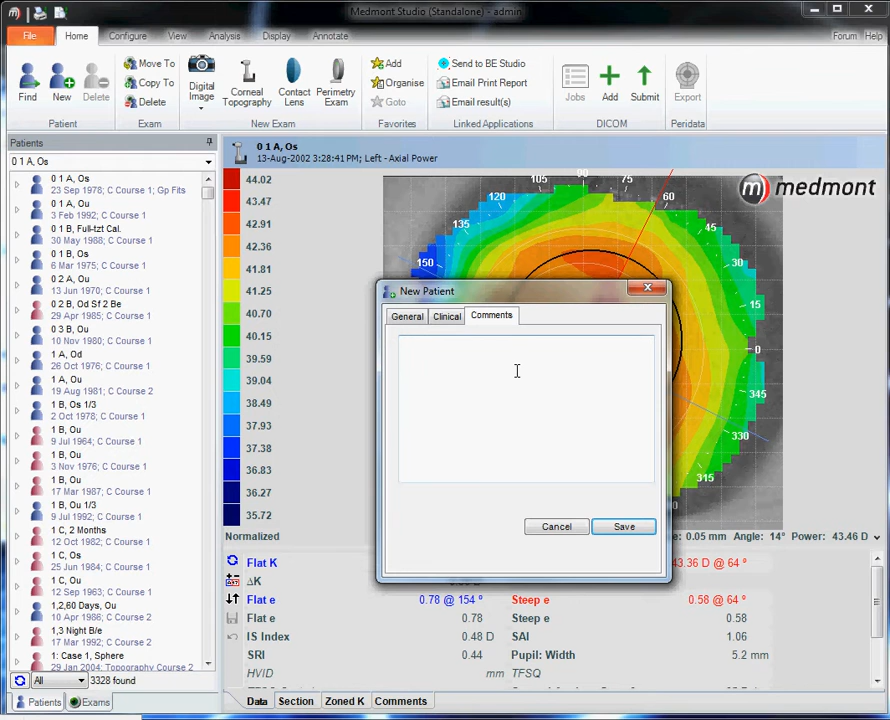 Medmont Studio (Standalone) - admin
File
Home
Configure
View
Analysis
Display
Annotate
Forum
Help
Find
New
Delete
Patient
Move To
Copy To
Delete
Exam
Digital
Image
Corneal
Topography
Contact
Lens
Perimetry
Exam
New Exam
Add
Organise
Goto
Favorites
Send to BE Studio
Email Print Report
Email result(s)
Linked Applications
Jobs
Add
Submit
DICOM
Export
Peridata
Patients
0 1 A, Os
0 1 A, Os
23 Sep 1978; C Course 1; Gp Fits
0 1 A, Ou
3 Feb 1992; C Course 1
0 1 B, Full-tzt Cal.
30 May 1988; C Course 1
0 1 B, Os
6 Mar 1975; C Course 1
0 2 A, Ou
13 Jun 1970; C Course 1
0 2 B, Od Sf 2 Be
29 Apr 1985; C Course 1
0 3 B, Ou
10 Nov 1980; C Course 1
1 A, Od
26 Oct 1976; C Course 1
1 A, Ou
19 Aug 1981; C Course 2
1 B, Os 1/3
2 Oct 1978; C Course 1
1 B, Ou
9 Jul 1964; C Course 1
1 B, Ou
3 Nov 1976; C Course 1
1 B, Ou
17 Mar 1987; C Course 1
1 B, Ou 1/3
9 Jul 1992; C Course 1
1 C, 2 Months
12 Oct 1982; C Course 1
1 C, Os
25 Jun 1984; C Course 1
1 C, Ou
12 Sep 1963; C Course 1
1,2,60 Days, Ou
10 Apr 1986; C Course 2
1,3 Night B/e
17 Mar 1992; C Course 2
1: Case 1, Sphere
29 Jan 2004; Topography Course 2
All
3328 found
Patients
Exams
0 1 A, Os
13-Aug-2002 3:28:41 PM; Left - Axial Power
44.02
43.47
42.91
42.36
41.81
41.25
40.70
40.15
39.59
39.04
38.49
37.93
37.38
36.83
36.27
35.72
Normalized
medmont
150
135
120
105
75
60
45
30
15
0
345
330
315
New Patient
General
Clinical
Comments
Cancel
Save
0.05 mm Angle: 14° Power: 43.46 D
Flat K
43.36 D @ 64 °
ΔK
Flat e
0.78 @ 154 °
Steep e
0.58 @ 64 °
Flat e
0.78
Steep e
0.58
IS Index
0.48 D
SAI
1.06
SRI
0.44
Pupil: Width
5.2 mm
HVID
mm
TFSQ
Data
Section
Zoned K
Comments